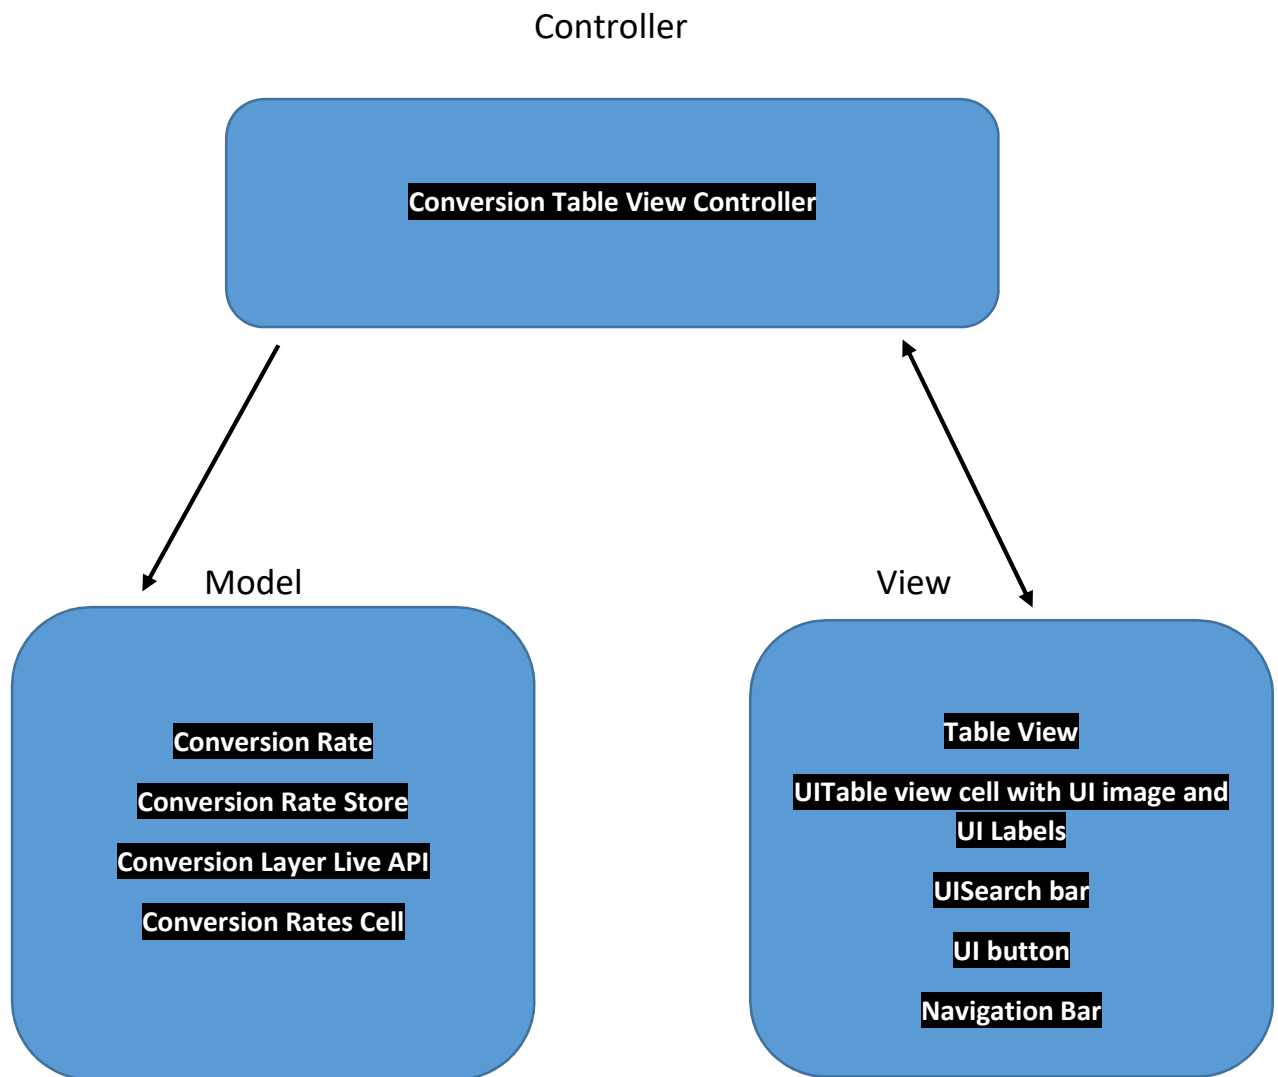 Controller
Conversion Table View Controller
Model
Conversion Rate
Conversion Rate Store
Conversion Layer Live API
Conversion Rates Cell
View
Table View
UITable view cell with UI image and
UI Labels
UISearch bar
UI button
Navigation Bar